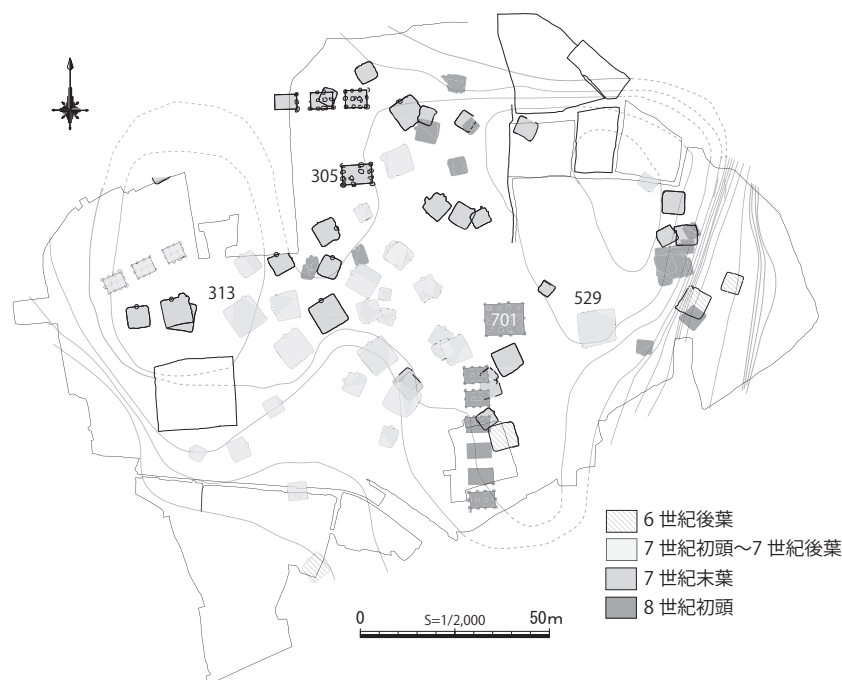 305
313
529
701
6 世紀後葉
7 世紀初頭～7 世紀後葉
7 世紀末葉
8 世紀初頭
0 S=1/2,000 50m